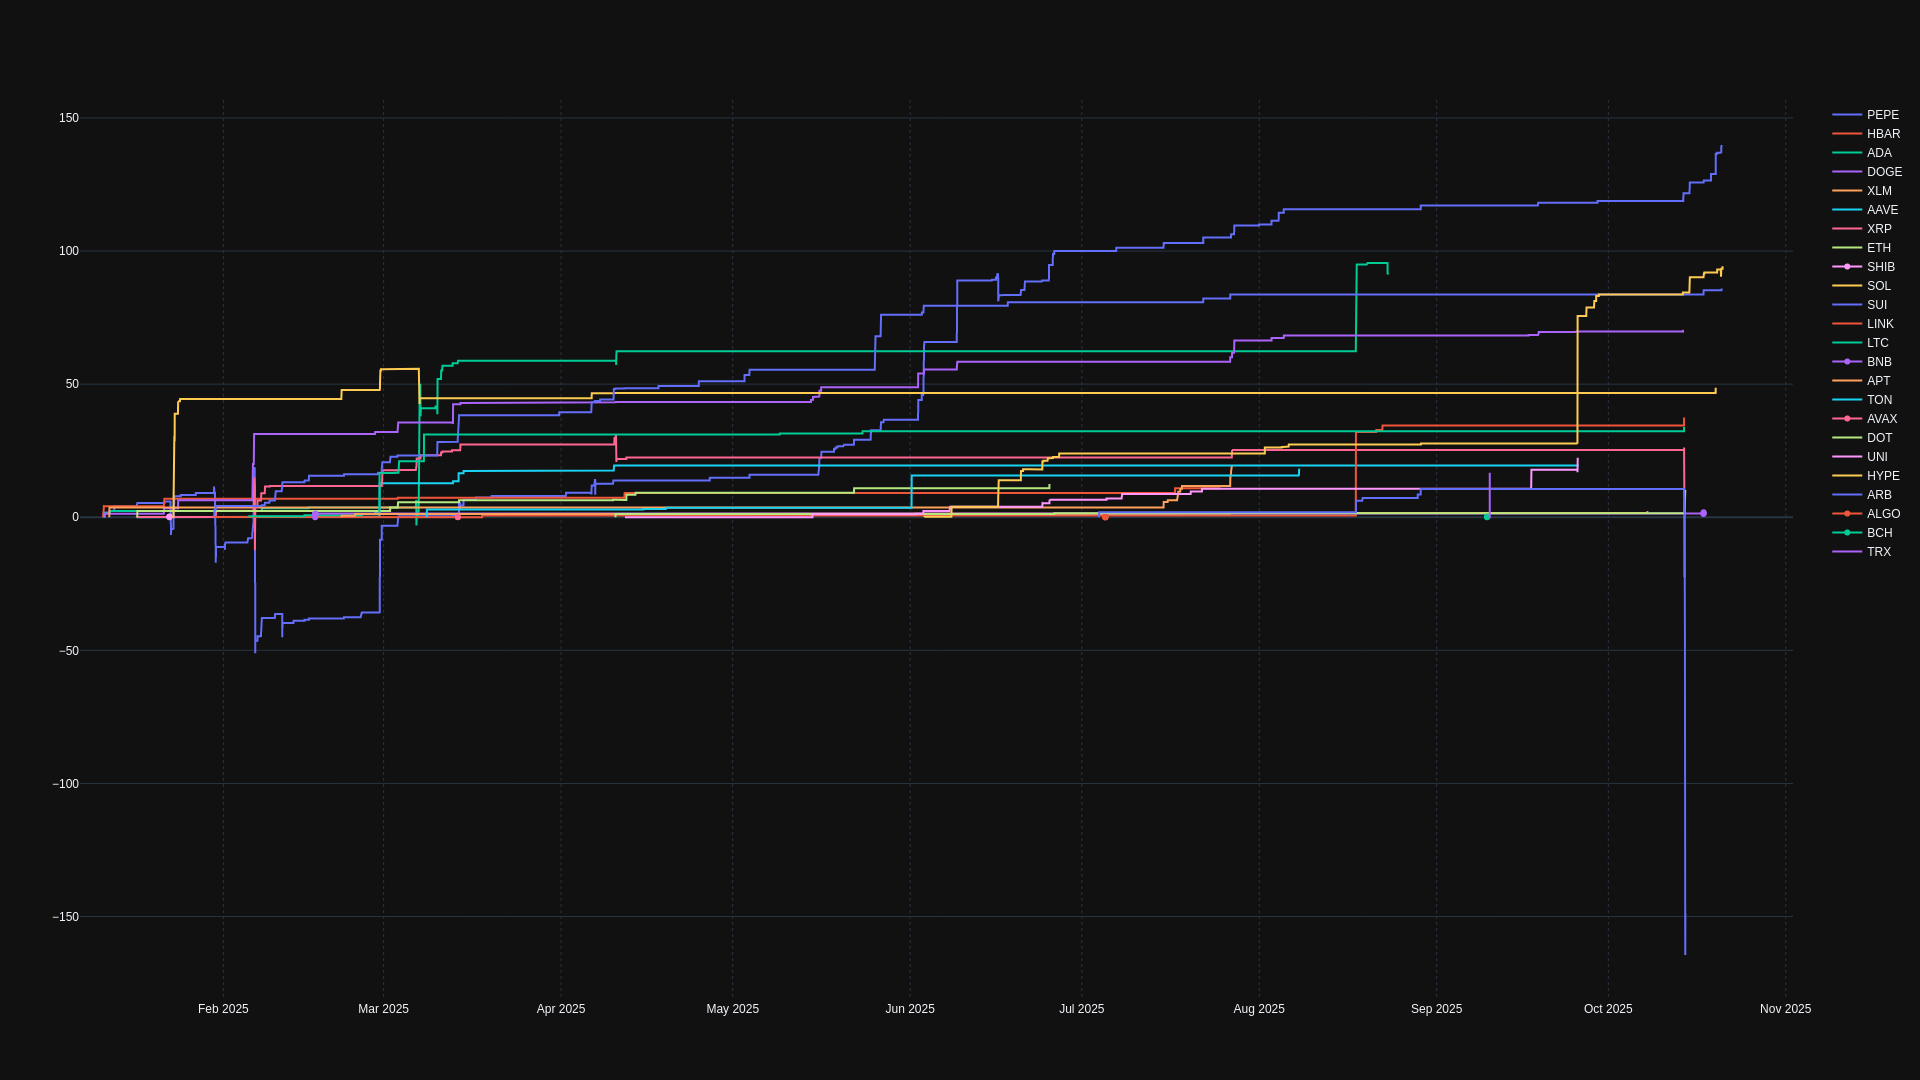 150
100
50
0
−50
−100
−150
Feb 2025
Mar 2025
Apr 2025
May 2025
Jun 2025
Jul 2025
Aug 2025
Sep 2025
Oct 2025
Nov 2025
PEPE
HBAR
ADA
DOGE
XLM
AAVE
XRP
ETH
SHIB
SOL
SUI
LINK
LTC
BNB
APT
TON
AVAX
DOT
UNI
HYPE
ARB
ALGO
BCH
TRX